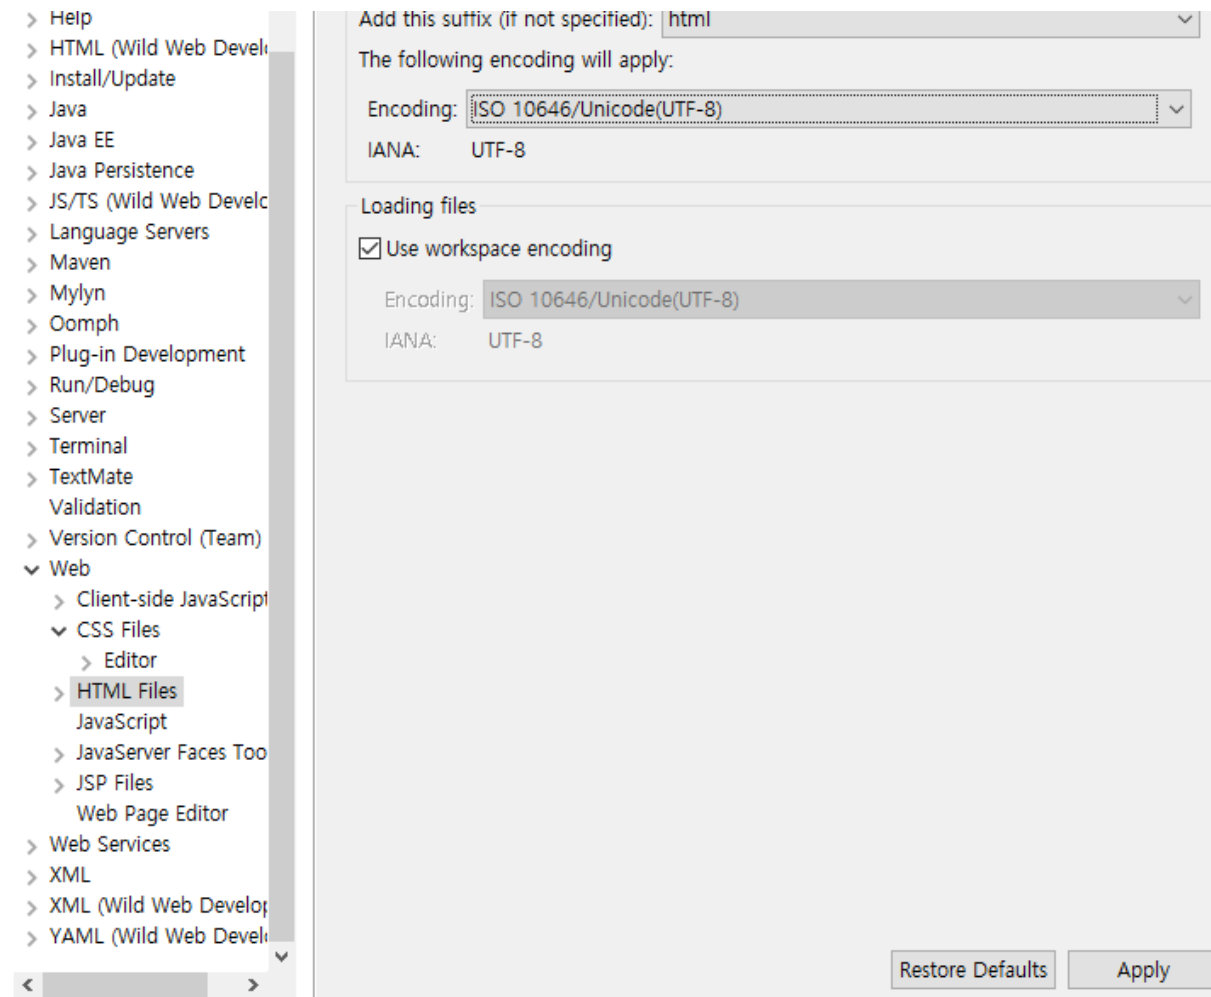 Help
HTML (Wild Web Devel
Install/Update
Java
Java EE
Java Persistence
JS/TS (Wild Web Develc
Language Servers
Maven
Mylyn
Oomph
Plug-in Development
Run/Debug
Server
Terminal
TextMate
Validation
Version Control (Team)
Web
Client-side JavaScript
CSS Files
Editor
HTML Files
JavaScript
JavaServer Faces Too
JSP Files
Web Page Editor
Web Services
XML
XML (Wild Web Develop
YAML (Wild Web Devel
Add this suffix (if not specified): html
The following encoding will apply:
Encoding: ISO 10646/Unicode(UTF-8)
IANA: UTF-8
Loading files
Use workspace encoding
Encoding: ISO 10646/Unicode(UTF-8)
IANA: UTF-8
Restore Defaults Apply